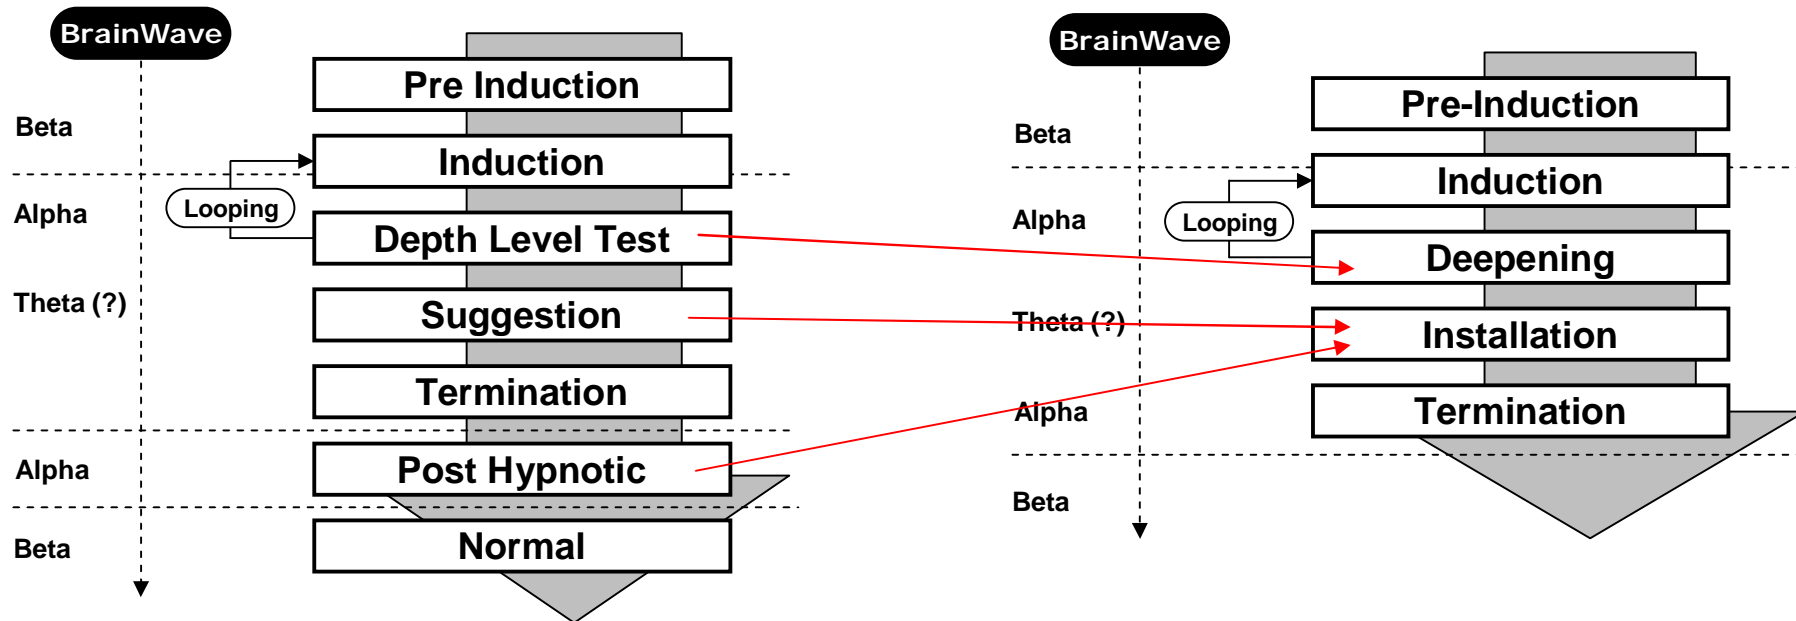 BrainWave
Pre Induction
Beta
Induction
Alpha
Looping
Depth Level Test
Theta (?)
Suggestion
Termination
Alpha
Post Hypnotic
Beta
Normal
BrainWave
Pre-Induction
Beta
Induction
Alpha
Looping
Deepening
Theta (?)
Installation
Alpha
Termination
Beta